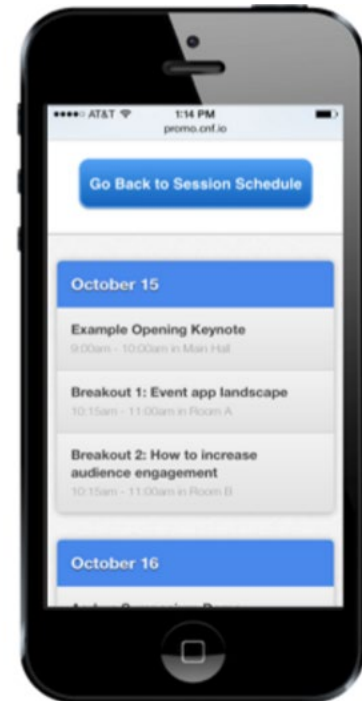 AT&T 1:14 PM
promo.cnf.io
Go Back to Session Schedule
October 15
Example Opening Keynote
9:00am - 10:00am in Main Hall
Breakout 1: Event app landscape
10:15am - 11:00am in Room A
Breakout 2: How to increase
audience engagement
10:15am - 11:00am in Room B
October 16